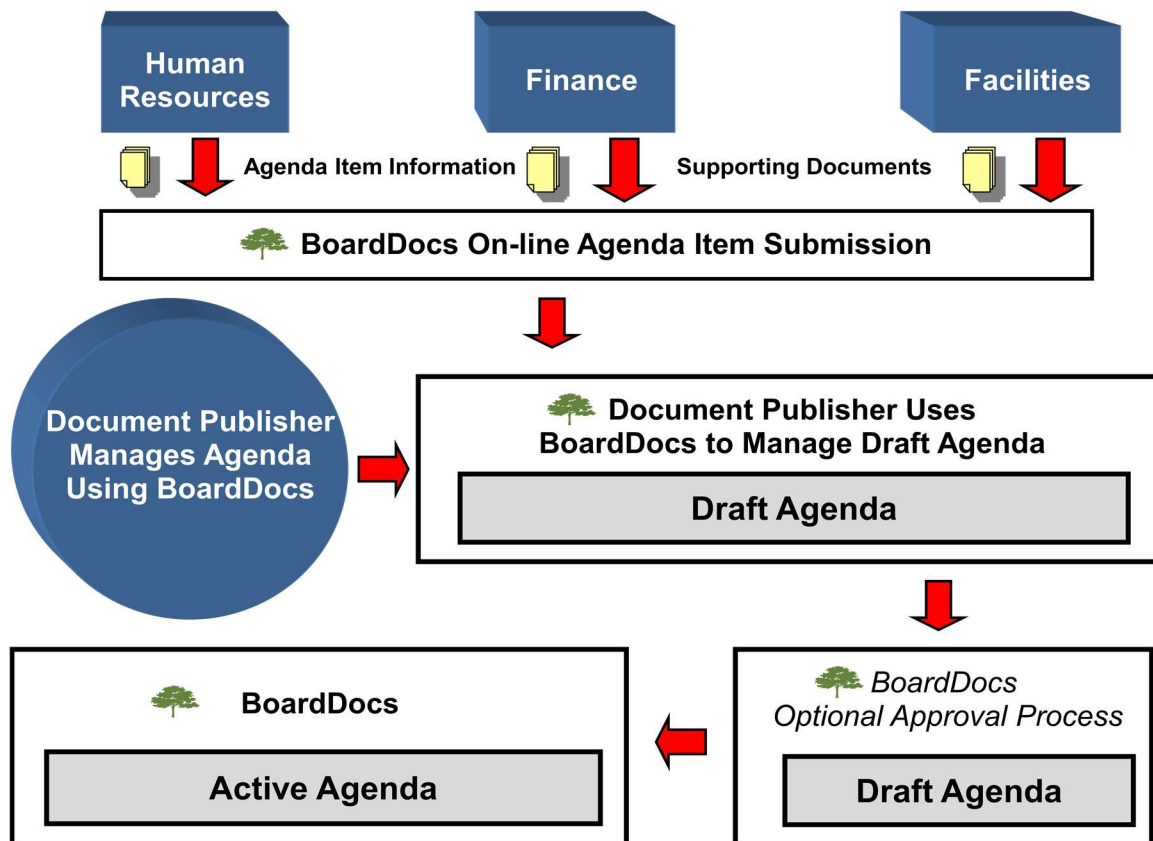 Human
Resources
Finance
Facilities
Agenda Item Information
Supporting Documents
BoardDocs On-line Agenda Item Submission
Document Publisher
Manages Agenda
Using BoardDocs
Document Publisher Uses
BoardDocs to Manage Draft Agenda
Draft Agenda
BoardDocs
Optional Approval Process
Draft Agenda
BoardDocs
Active Agenda